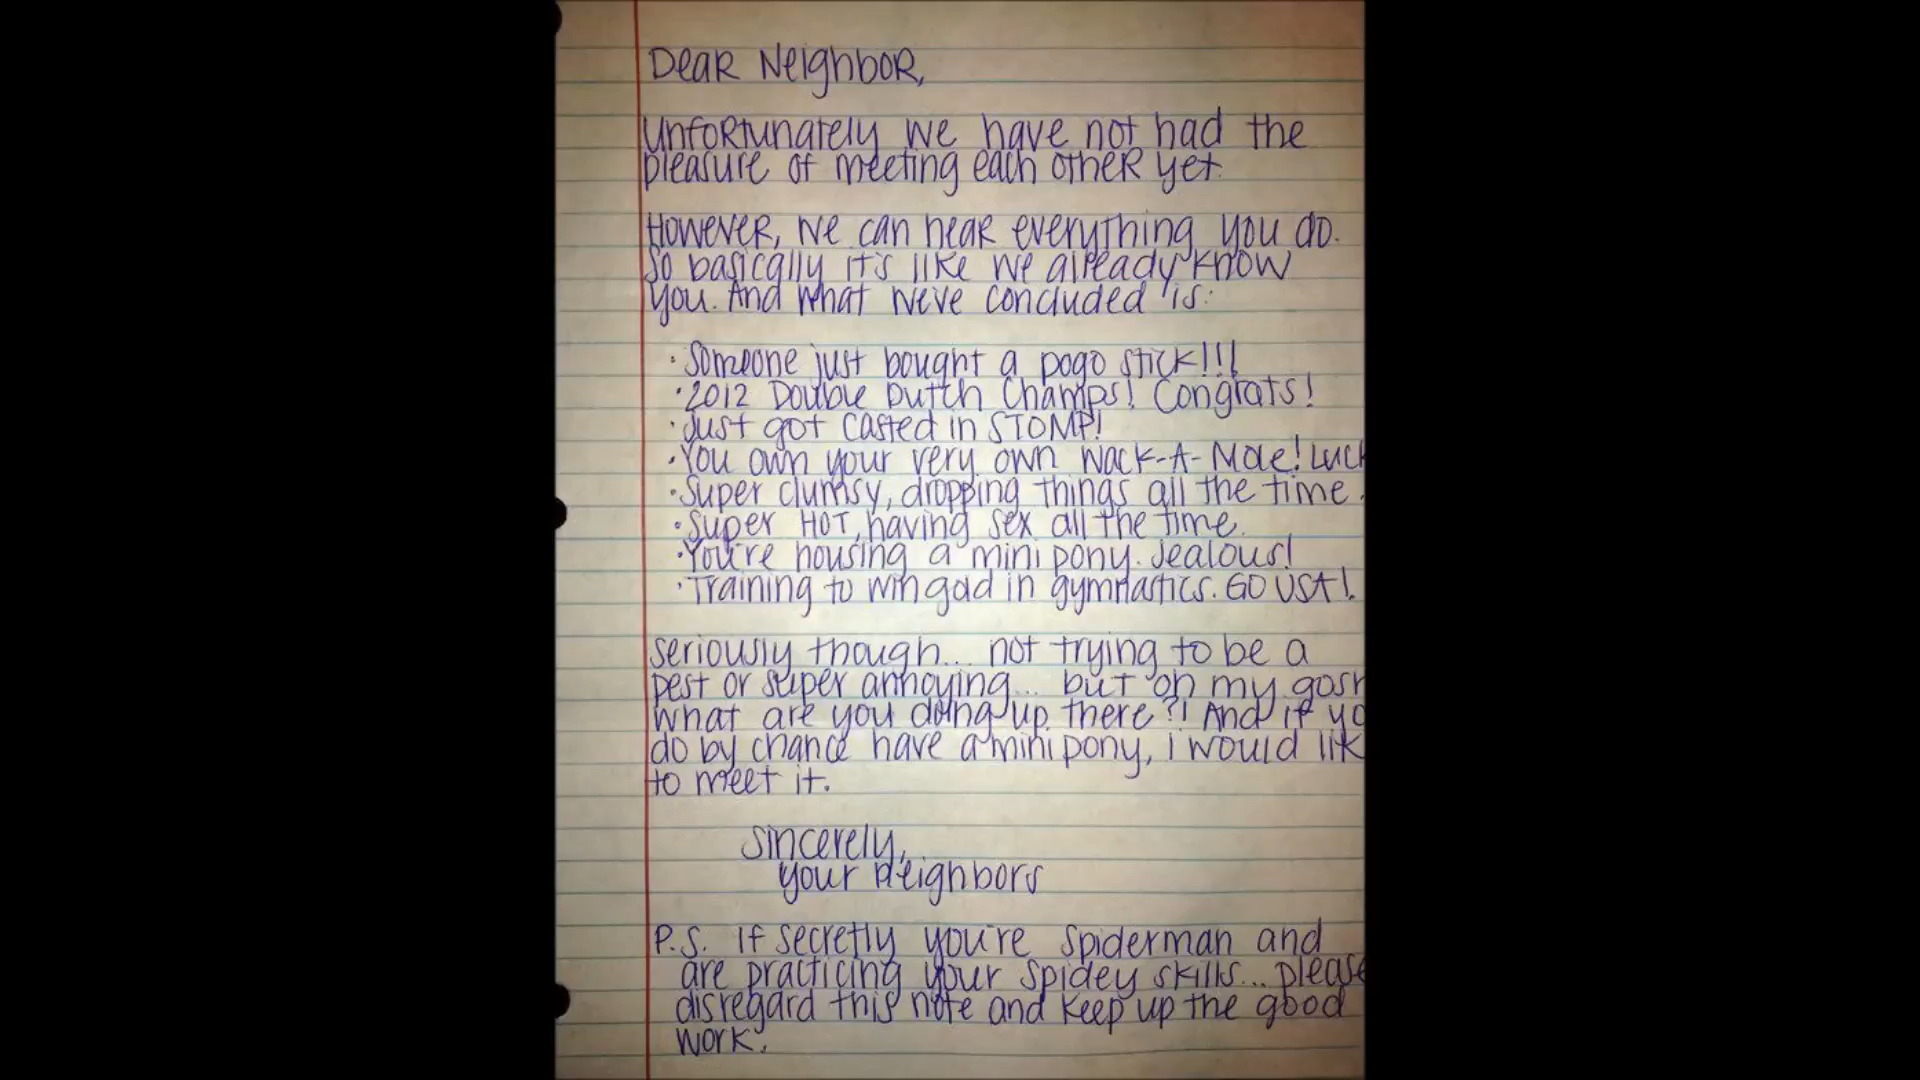 Dear Neighbor,
Unfortunately we have not had the
pleasure of meeting each other yet.
However, we can hear everything you do.
So basically it's like we already know
you. And what we've concluded is:
· Someone just bought a pogo stick!!!
· 2012 Double Dutch Champs! Congrats!
· Just got casted in STOMP!
· You own your very own Wack-A-Mole! Luck
· Super clumsy, dropping things all the time.
· Super HOT, having sex all the time.
· You're housing a mini pony. Jealous!
· Training to win gold in gymnastics. GO USA!
Seriously though... not trying to be a
pest or super annoying... but oh my gosh
what are you doing up there?! And if yo
do by chance have a mini pony, I would lik
to meet it.
Sincerely,
Your Neighbors
P.S. If secretly you're Spiderman and
are practicing your spidey skills... please
disregard this note and keep up the good
work.